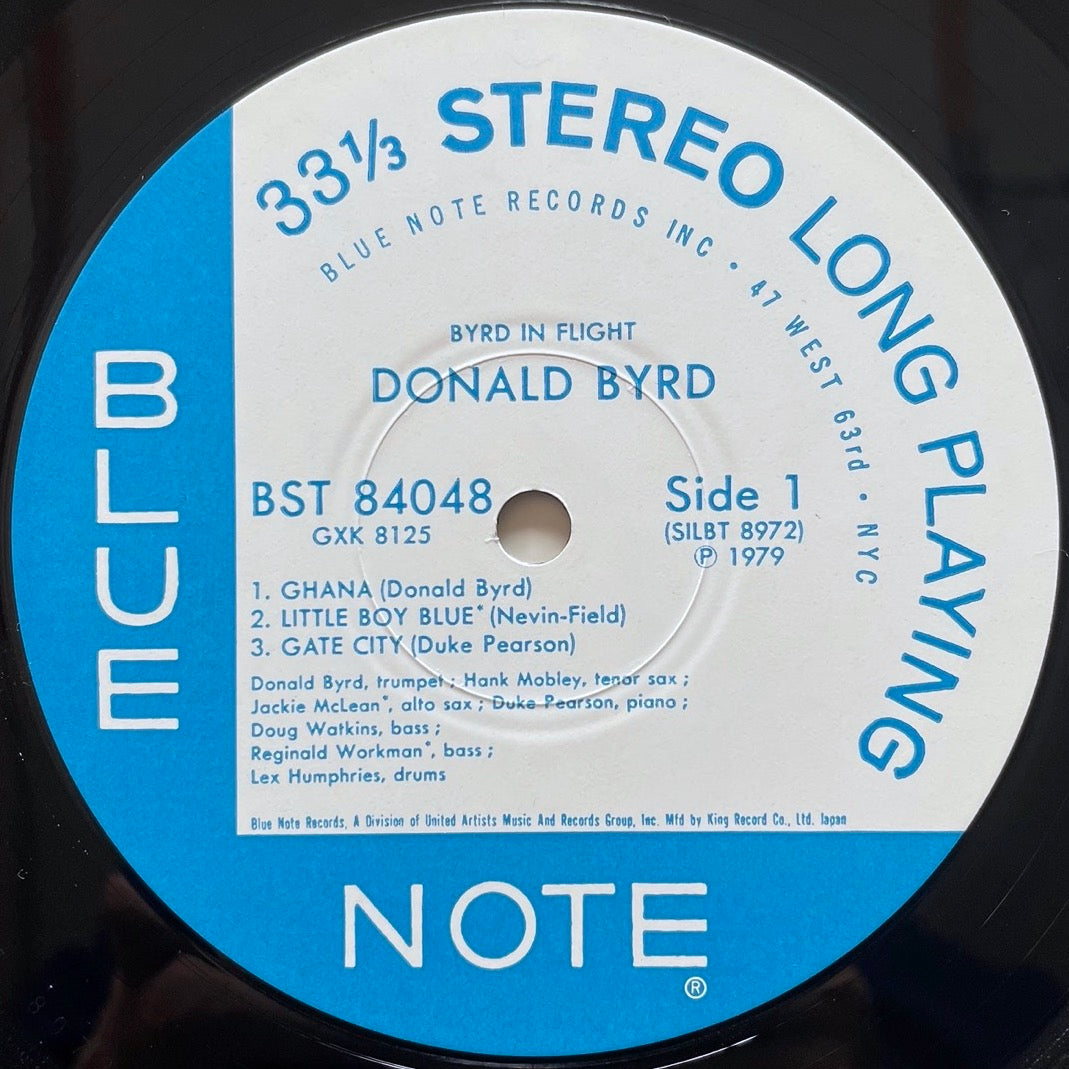 33⅓ STEREO LONG PLAYING
BLUE NOTE RECORDS INC • 47 WEST 63rd • NYC
BYRD IN FLIGHT
DONALD BYRD
BST 84048
GXK 8125
Side 1
(SILBT 8972)
Ⓟ 1979
1. GHANA (Donald Byrd)
2. LITTLE BOY BLUE* (Nevin-Field)
3. GATE CITY (Duke Pearson)
Donald Byrd, trumpet ; Hank Mobley, tenor sax ;
Jackie McLean*, alto sax ; Duke Pearson, piano ;
Doug Watkins, bass ;
Reginald Workman*, bass ;
Lex Humphries, drums
Blue Note Records, A Division of United Artists Music And Records Group, Inc. Mfd by King Record Co., Ltd. Japan
BLUE
NOTE
®